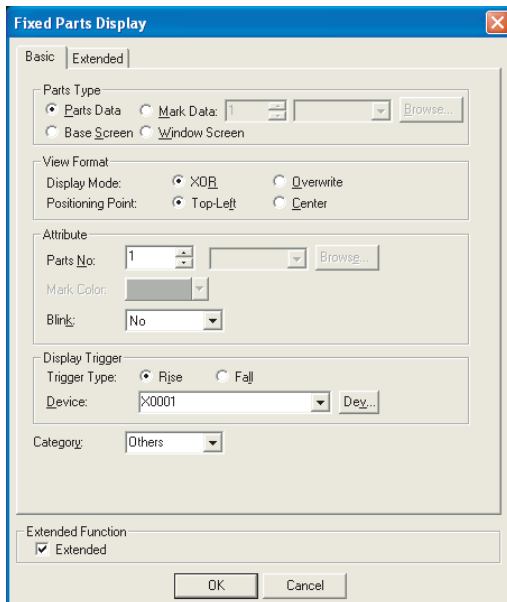 Fixed Parts Display
Basic Extended
Parts Type
Parts Data Mark Data: 1 Browse...
Base Screen Window Screen
View Format
Display Mode: XOR Overwrite
Positioning Point: Top-Left Center
Attribute
Parts No: 1 Browse...
Mark Color:
Blink: No
Display Trigger
Trigger Type: Rise Fall
Device: X0001 Dev...
Category: Others
Extended Function
Extended
OK Cancel